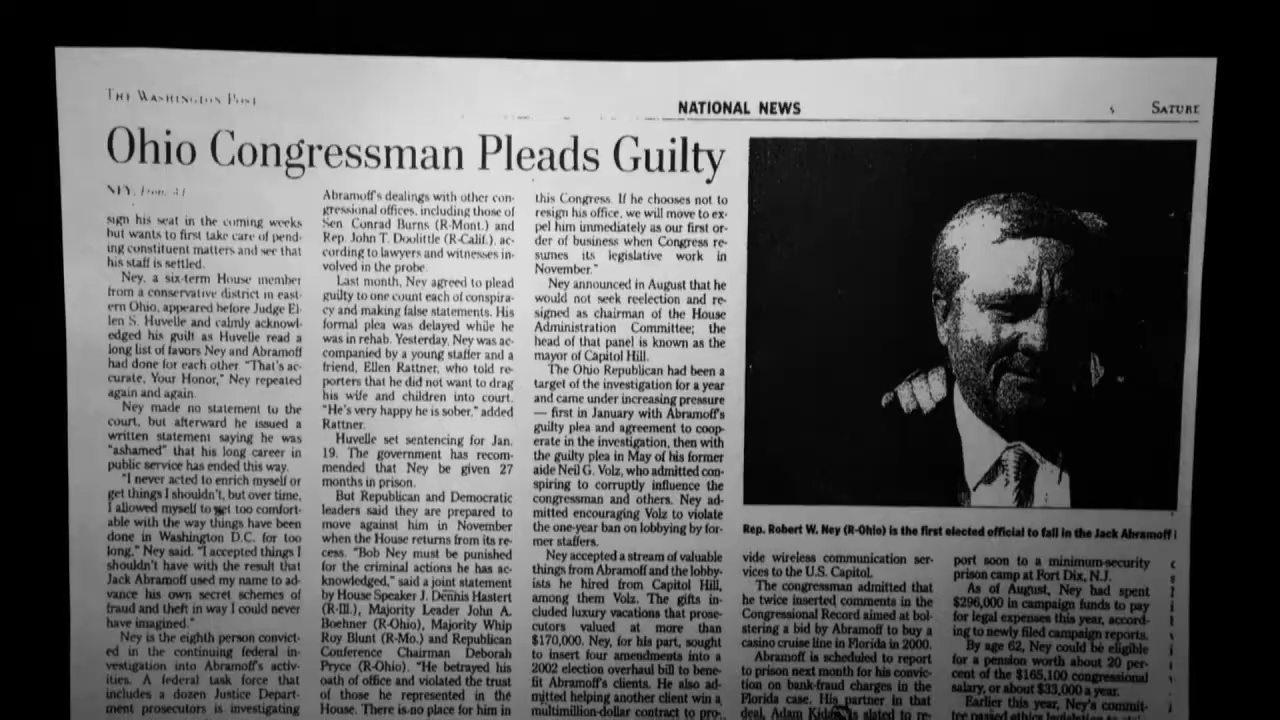 THE WASHINGTON POST
NATIONAL NEWS
SATURE
Ohio Congressman Pleads Guilty
NEY, From A1
sign his seat in the coming weeks
but wants to first take care of pend-
ing constituent matters and see that
his staff is settled.
Ney, a six-term House member
from a conservative district in east-
ern Ohio, appeared before Judge El-
len S. Huvelle and calmly acknowl-
edged his guilt as Huvelle read a
long list of favors Ney and Abramoff
had done for each other. "That's ac-
curate, Your Honor," Ney repeated
again and again.
Ney made no statement to the
court, but afterward he issued a
written statement saying he was
"ashamed" that his long career in
public service has ended this way.
"I never acted to enrich myself or
get things I shouldn't, but over time,
I allowed myself to get too comfort-
able with the way things have been
done in Washington D.C. for too
long," Ney said. "I accepted things I
shouldn't have with the result that
Jack Abramoff used my name to ad-
vance his own secret schemes of
fraud and theft in way I could never
have imagined."
Ney is the eighth person convict-
ed in the continuing federal in-
vestigation into Abramoff's activ-
ities. A federal task force that
includes a dozen Justice Depart-
ment prosecutors is investigating
Abramoff's dealings with other con-
gressional offices, including those of
Sen Conrad Burns (R-Mont.) and
Rep. John T. Doolittle (R-Calif.), ac-
cording to lawyers and witnesses in-
volved in the probe.
Last month, Ney agreed to plead
guilty to one count each of conspira-
cy and making false statements. His
formal plea was delayed while he
was in rehab. Yesterday, Ney was ac-
companied by a young staffer and a
friend, Ellen Rattner, who told re-
porters that he did not want to drag
his wife and children into court.
"He's very happy he is sober," added
Rattner.
Huvelle set sentencing for Jan.
19. The government has recom-
mended that Ney be given 27
months in prison.
But Republican and Democratic
leaders said they are prepared to
move against him in November
when the House returns from its re-
cess. "Bob Ney must be punished
for the criminal actions he has ac-
knowledged," said a joint statement
by House Speaker J. Dennis Hastert
(R-Ill.), Majority Leader John A.
Boehner (R-Ohio), Majority Whip
Roy Blunt (R-Mo.) and Republican
Conference Chairman Deborah
Pryce (R-Ohio). "He betrayed his
oath of office and violated the trust
of those he represented in the
House. There is no place for him in
this Congress. If he chooses not to
resign his office, we will move to ex-
pel him immediately as our first or-
der of business when Congress re-
sumes its legislative work in
November."
Ney announced in August that he
would not seek reelection and re-
signed as chairman of the House
Administration Committee; the
head of that panel is known as the
mayor of Capitol Hill.
The Ohio Republican had been a
target of the investigation for a year
and came under increasing pressure
— first in January with Abramoff's
guilty plea and agreement to coop-
erate in the investigation, then with
the guilty plea in May of his former
aide Neil G. Volz, who admitted con-
spiring to corruptly influence the
congressman and others. Ney ad-
mitted encouraging Volz to violate
the one-year ban on lobbying by for-
mer staffers.
Ney accepted a stream of valuable
things from Abramoff and the lobby-
ists he hired from Capitol Hill,
among them Volz. The gifts in-
cluded luxury vacations that prose-
cutors valued at more than
$170,000. Ney, for his part, sought
to insert four amendments into a
2002 election overhaul bill to bene-
fit Abramoff's clients. He also ad-
mitted helping another client win a
multimillion-dollar contract to pro-
Rep. Robert W. Ney (R-Ohio) is the first elected official to fall in the Jack Abramoff i
vide wireless communication ser-
vices to the U.S. Capitol.
The congressman admitted that
he twice inserted comments in the
Congressional Record aimed at bol-
stering a bid by Abramoff to buy a
casino cruise line in Florida in 2000.
Abramoff is scheduled to report
to prison next month for his convic-
tion on bank-fraud charges in the
Florida case. His partner in that
deal, Adam Kidan is slated to re-
port soon to a minimum-security
prison camp at Fort Dix, N.J.
As of August, Ney had spent
$296,000 in campaign funds to pay
for legal expenses this year, accord-
ing to newly filed campaign reports.
By age 62, Ney could be eligible
for a pension worth about 20 per-
cent of the $165,100 congressional
salary, or about $33,000 a year.
Earlier this year, Ney's commit-
tee passed ethics legislation